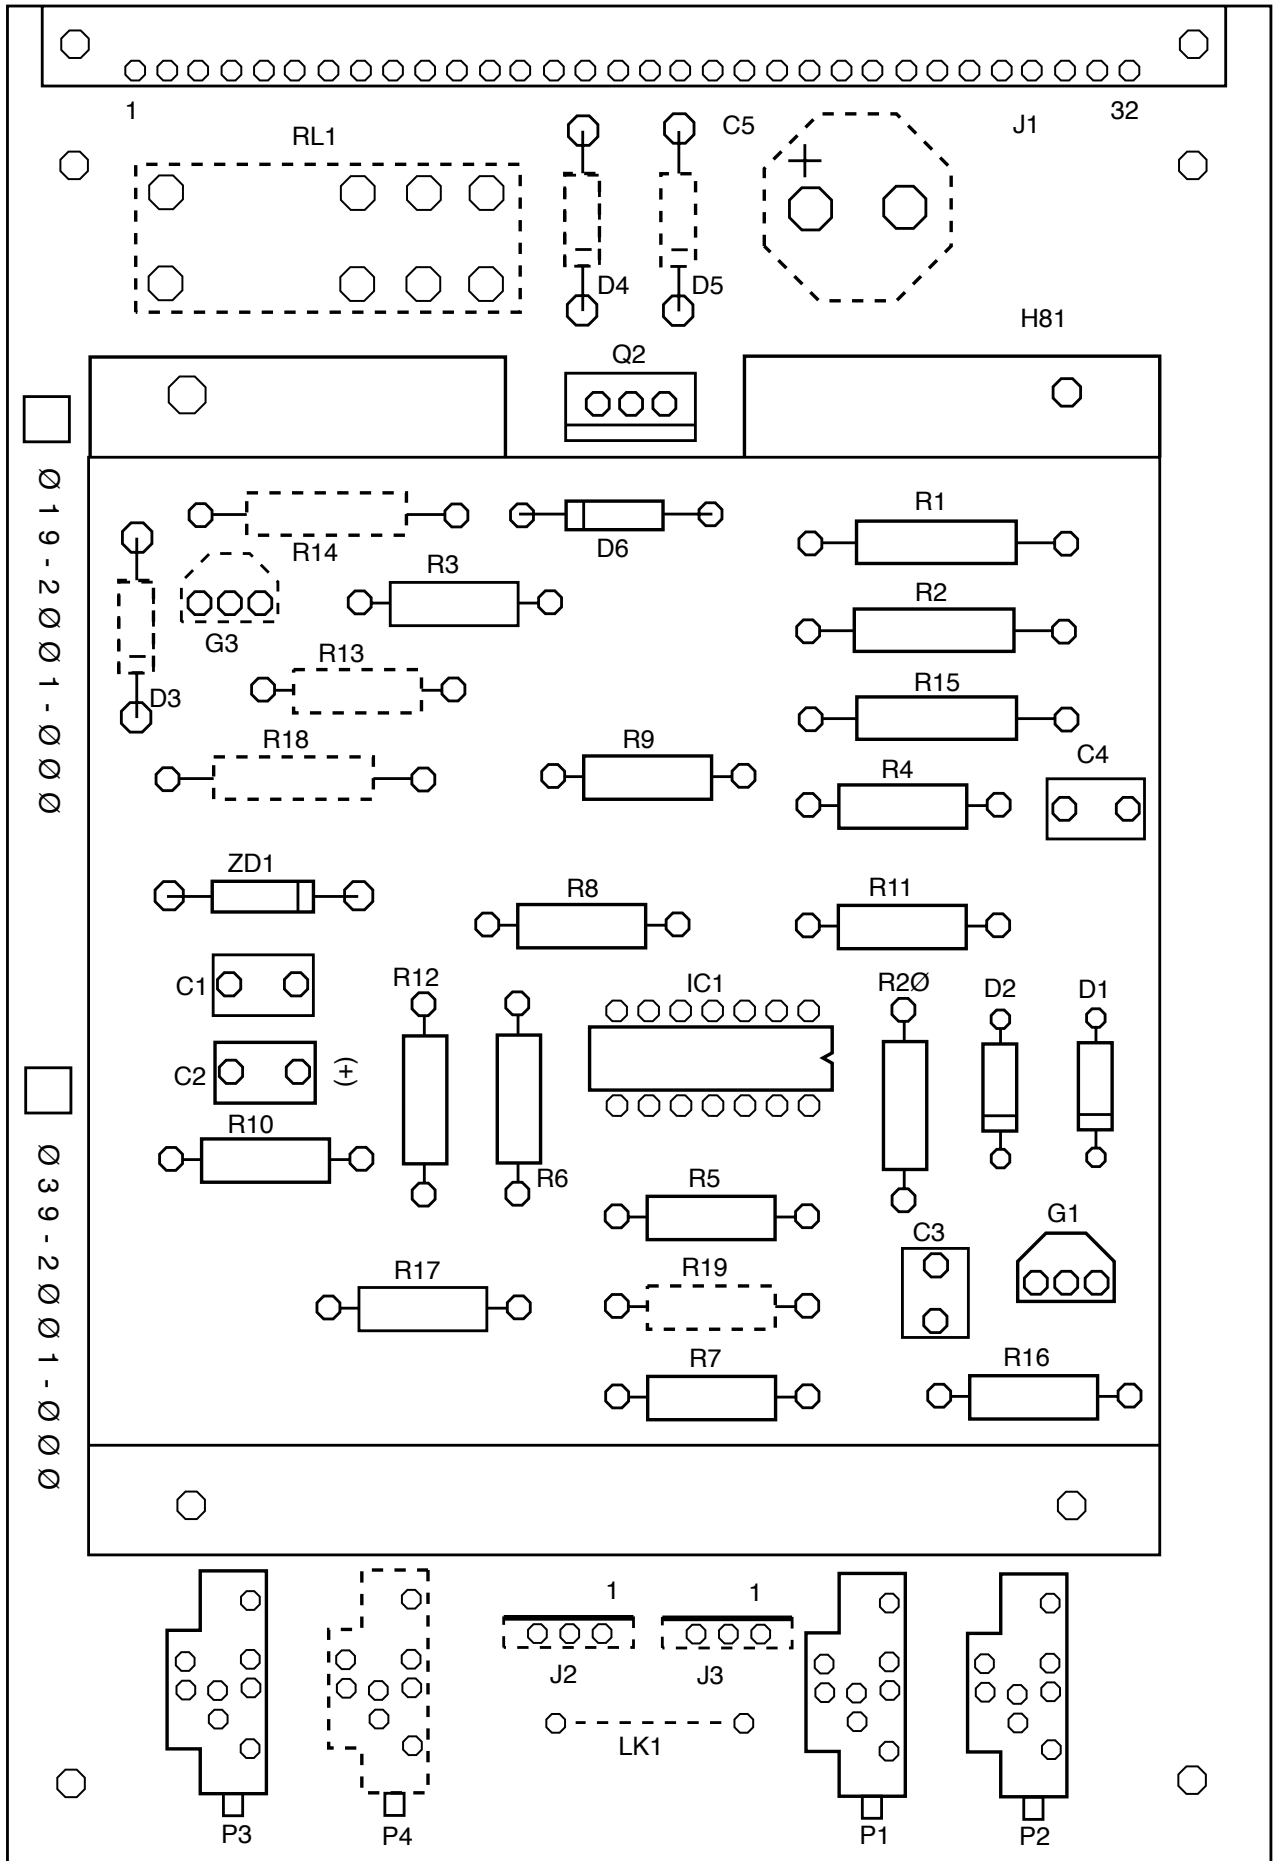 1
32
J1
C5
RL1
+
D4
D5
H81
Q2
Ø19-2ØØ1-ØØØ
R14
D6
R1
R3
R2
G3
R13
D3
R15
R18
R9
C4
R4
ZD1
R8
R11
C1
R12
IC1
R2Ø
D2
D1
C2
(+)
R10
R6
R5
Ø39-2ØØ1-ØØØ
C3
G1
R17
R19
R7
R16
1
1
J2
J3
LK1
P3
P4
P1
P2